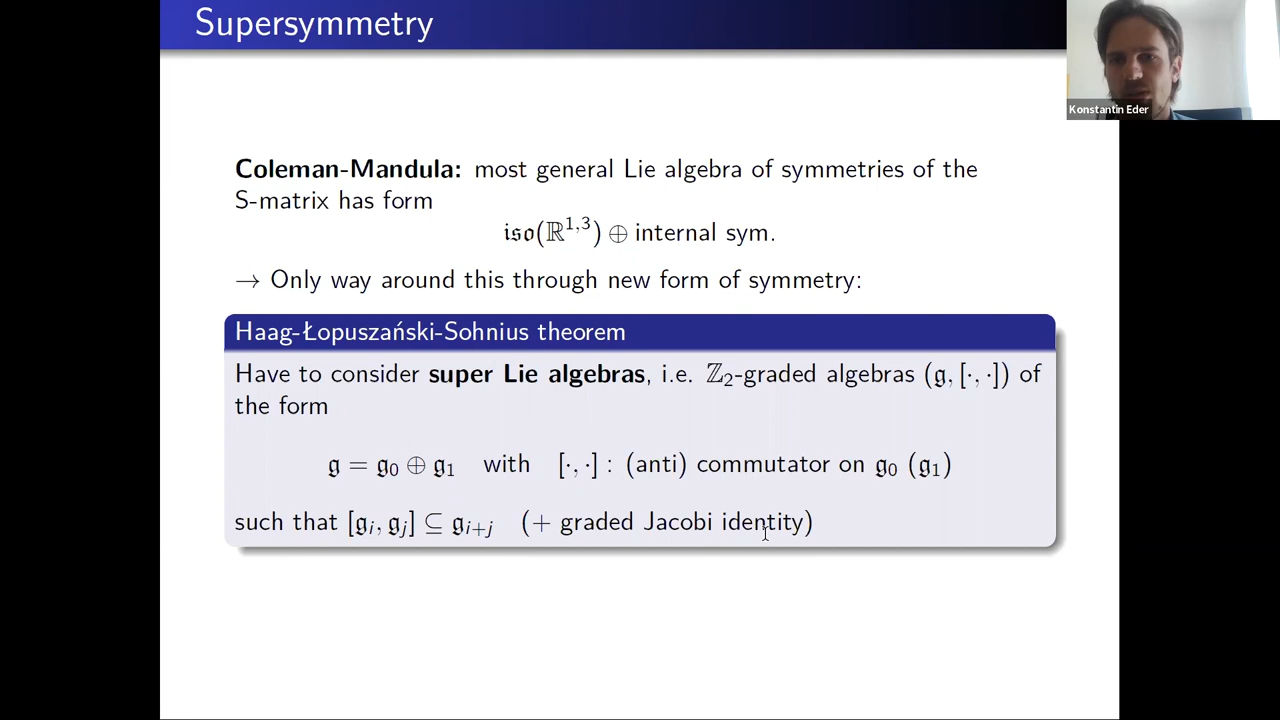 Supersymmetry
Konstantin Eder
Coleman-Mandula: most general Lie algebra of symmetries of the
S-matrix has form
𝔦𝔰𝔬(ℝ^{1,3}) ⊕ internal sym.
→ Only way around this through new form of symmetry:
Haag-Łopuszański-Sohnius theorem
Have to consider super Lie algebras, i.e. ℤ₂-graded algebras (𝔤, [·, ·]) of
the form
𝔤 = 𝔤₀ ⊕ 𝔤₁ with [·, ·] : (anti) commutator on 𝔤₀ (𝔤₁)
such that [𝔤ᵢ, 𝔤ⱼ] ⊆ 𝔤ᵢ₊ⱼ (+ graded Jacobi identity)